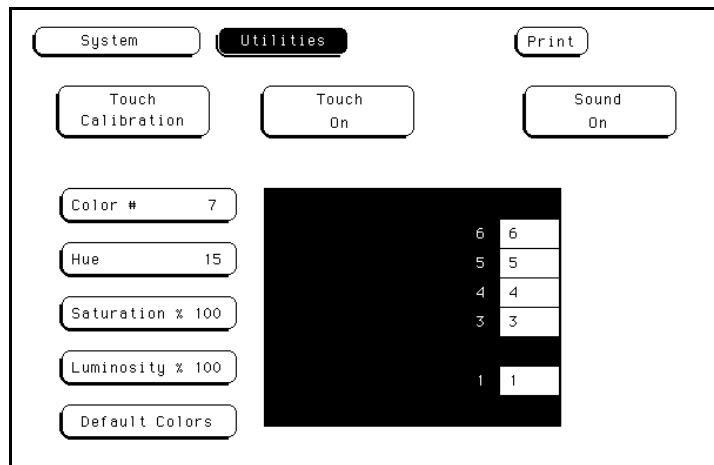 System Utilities Print
Touch Calibration Touch On Sound On
Color # 7
6 6
Hue 15
5 5
4 4
Saturation % 100
3 3
Luminosity % 100
1 1
Default Colors